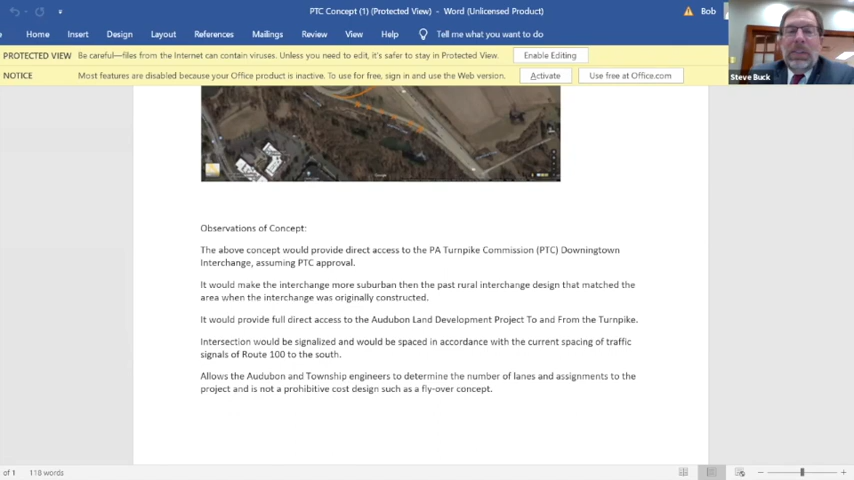 PTC Concept (1) (Protected View) - Word (Unlicensed Product)
Bob
Home Insert Design Layout References Mailings Review View Help Tell me what you want to do
PROTECTED VIEW Be careful—files from the Internet can contain viruses. Unless you need to edit, it's safer to stay in Protected View. Enable Editing
NOTICE Most features are disabled because your Office product is inactive. To use for free, sign in and use the Web version. Activate Use free at Office.com
Steve Buck
Observations of Concept:
The above concept would provide direct access to the PA Turnpike Commission (PTC) Downingtown
Interchange, assuming PTC approval.
It would make the interchange more suburban then the past rural interchange design that matched the
area when the interchange was originally constructed.
It would provide full direct access to the Audubon Land Development Project To and From the Turnpike.
Intersection would be signalized and would be spaced in accordance with the current spacing of traffic
signals of Route 100 to the south.
Allows the Audubon and Township engineers to determine the number of lanes and assignments to the
project and is not a prohibitive cost design such as a fly-over concept.
of 1 118 words